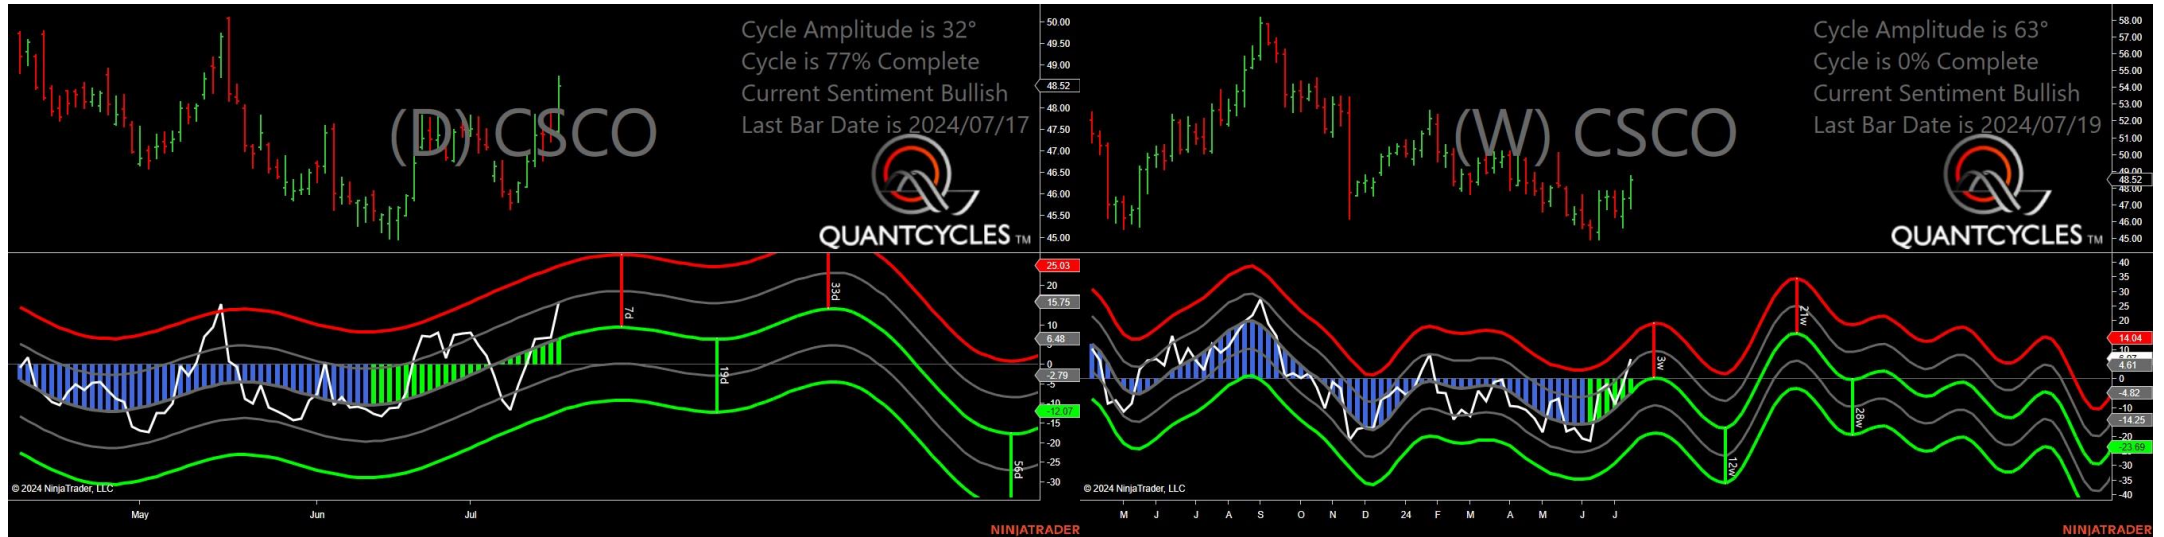 Cycle Amplitude is 32°
Cycle is 77% Complete
Current Sentiment Bullish
Last Bar Date is 2024/07/17
(D) CSCO
QUANTCYCLES TM
50.00
49.50
49.00
48.52
48.00
47.50
47.00
46.50
46.00
45.50
45.00
25.03
20
15.75
10
6.48
0
-2.79
-5
-10
-12.07
-15
-20
-25
-30
7d
19d
33d
56d
© 2024 NinjaTrader, LLC
May Jun Jul
NINJATRADER
Cycle Amplitude is 63°
Cycle is 0% Complete
Current Sentiment Bullish
Last Bar Date is 2024/07/19
(W) CSCO
QUANTCYCLES TM
58.00
57.00
56.00
55.00
54.00
53.00
52.00
51.00
50.00
49.00
48.52
48.00
47.00
46.00
45.00
40
35
30
25
20
14.04
10
4.61
0
-4.82
-10
-14.25
-20
-23.69
-30
-35
-40
3w
12w
21w
28w
© 2024 NinjaTrader, LLC
M J J A S O N D 24 F M A M J J
NINJATRADER